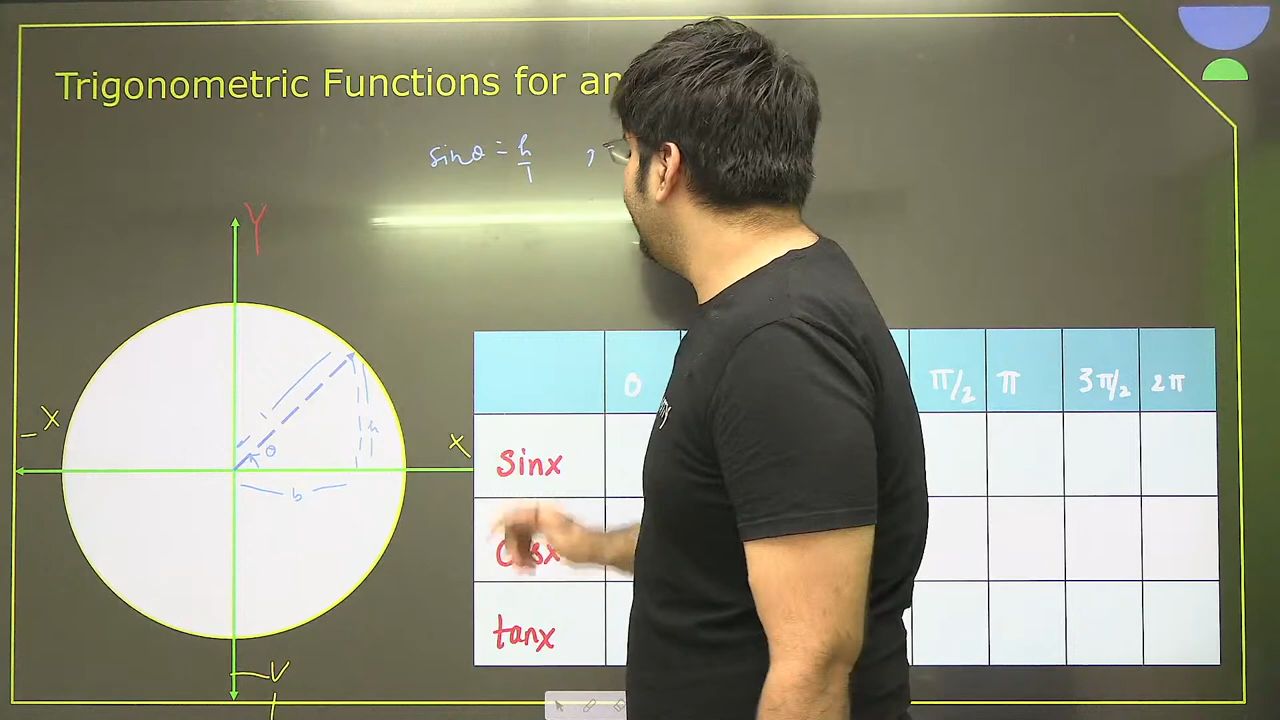 Trigonometric Functions for an
sinθ = h/1 ,
Y
-X
X
θ
h
b
-Y
0 π/2 π 3π/2 2π
sinx
tanx